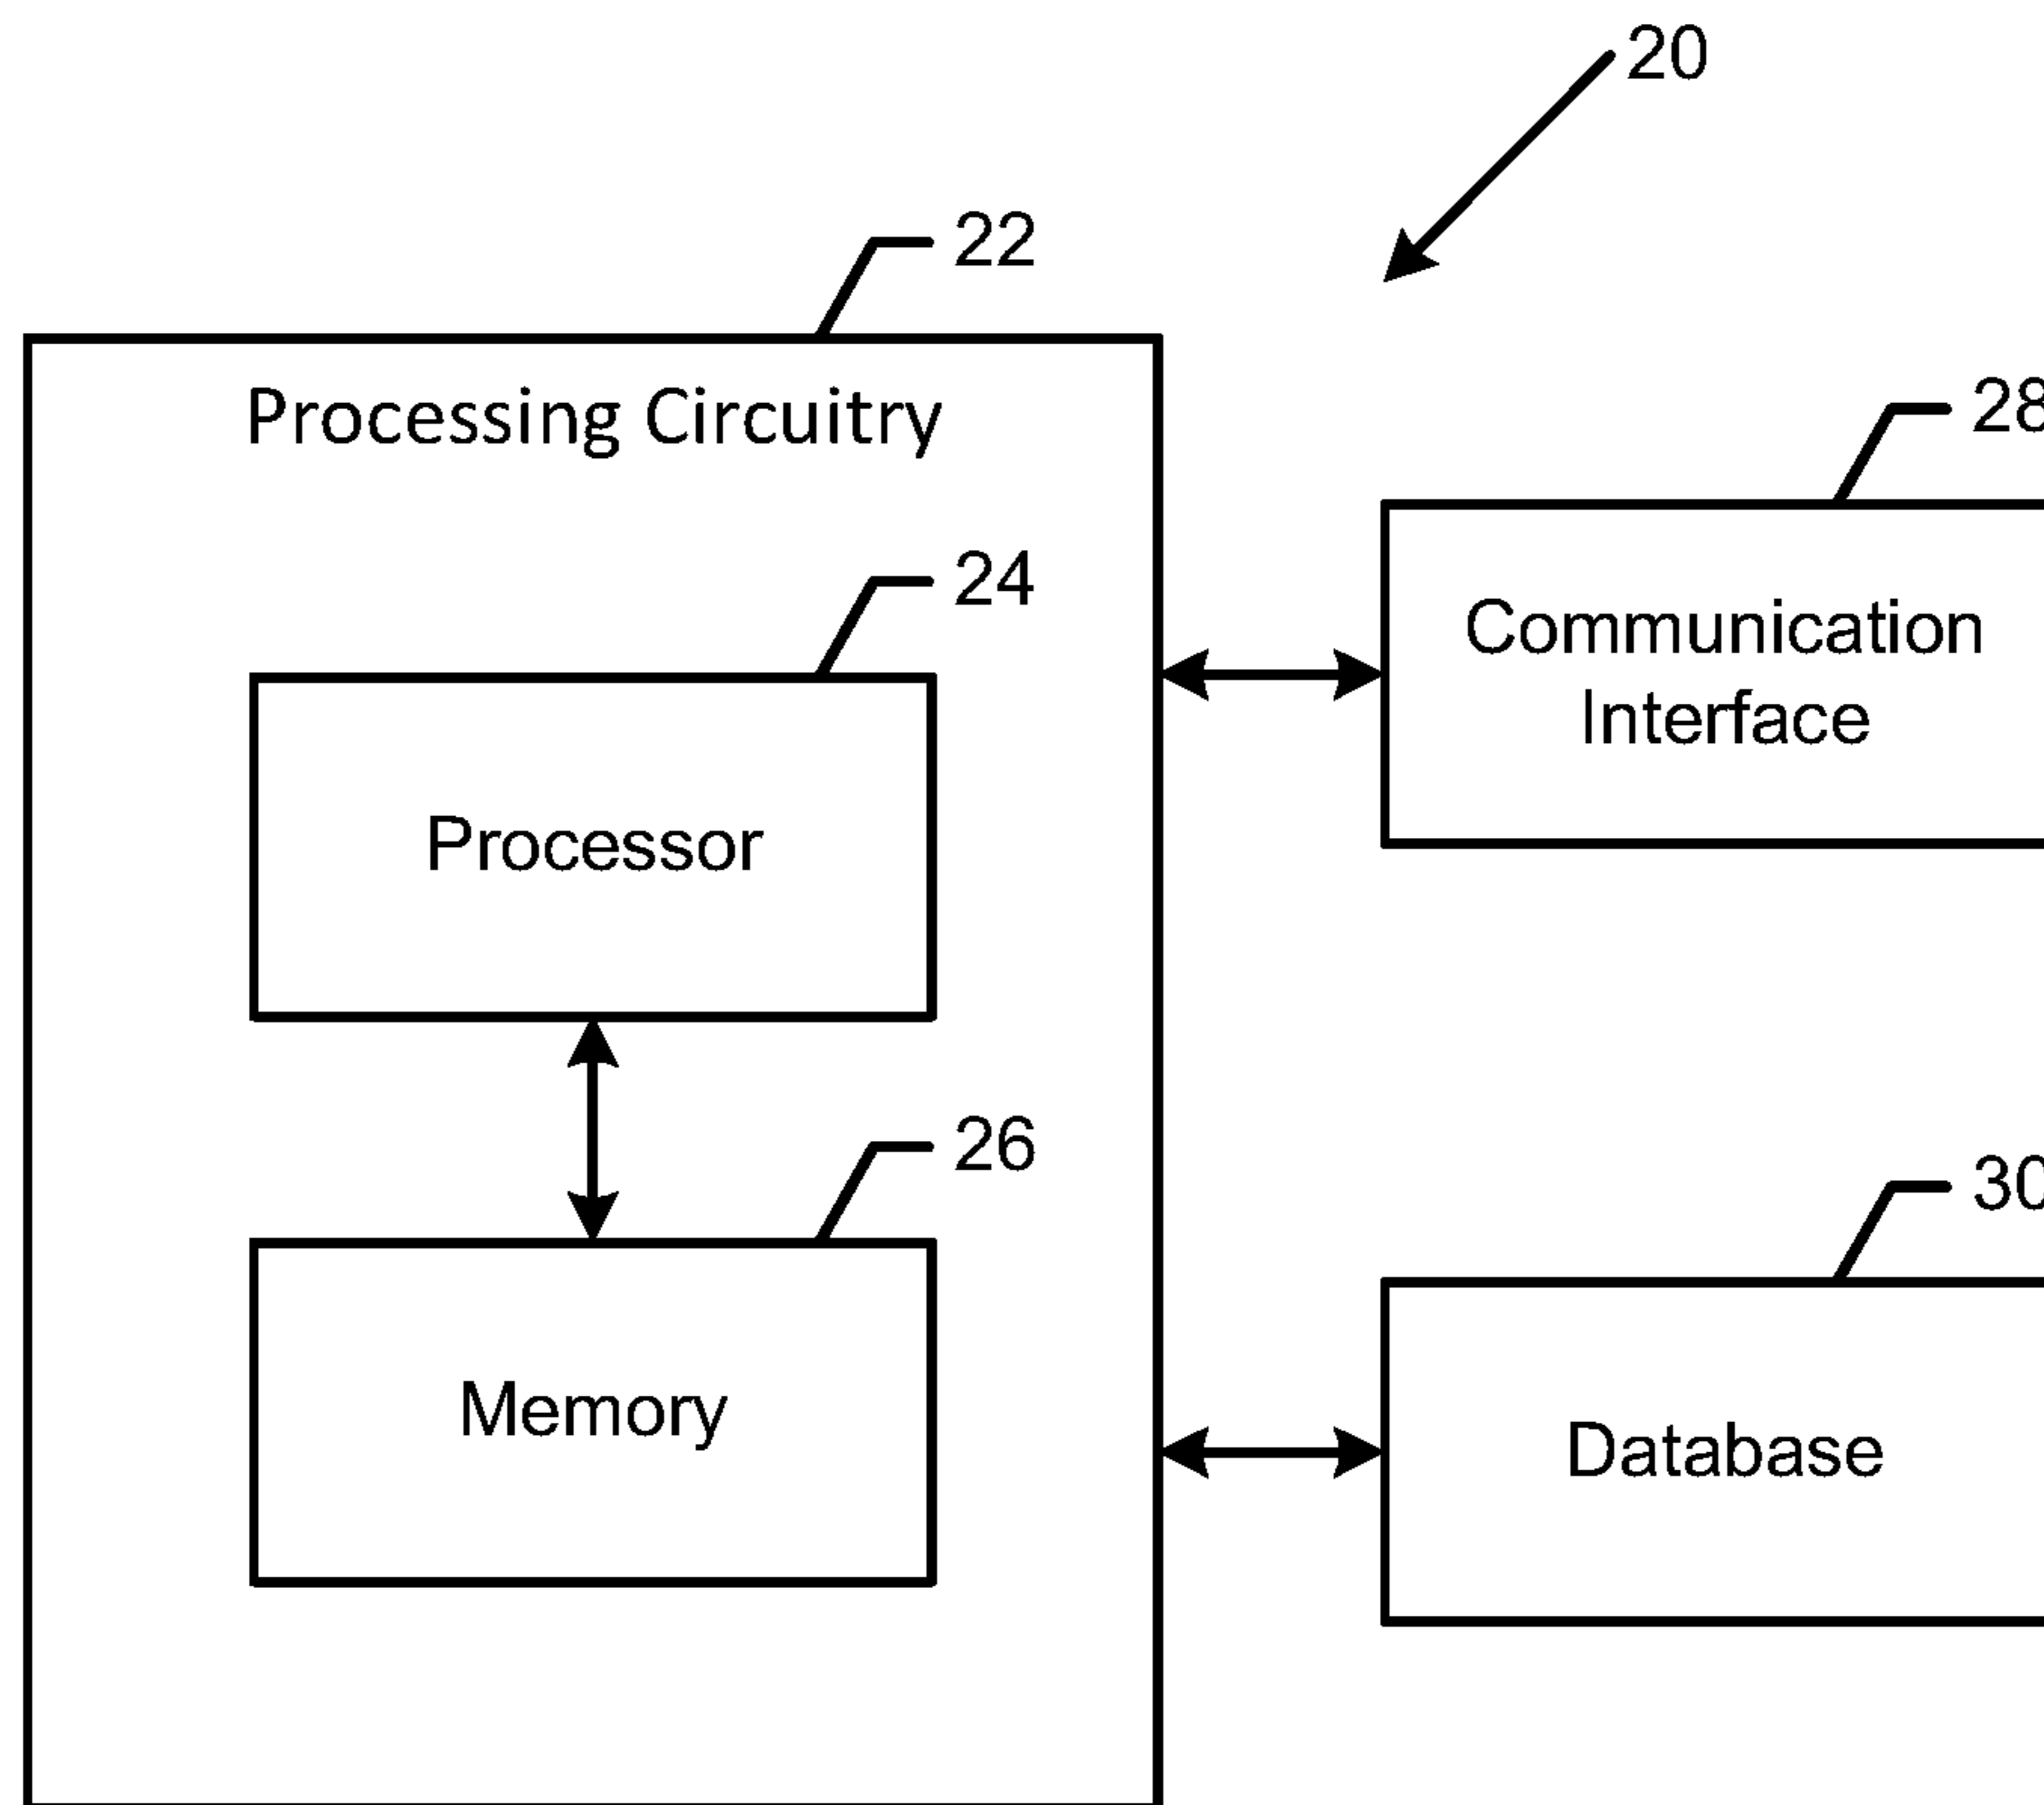 20
22
Processing Circuitry
28
24
Communication
Interface
Processor
26
30
Memory
Database